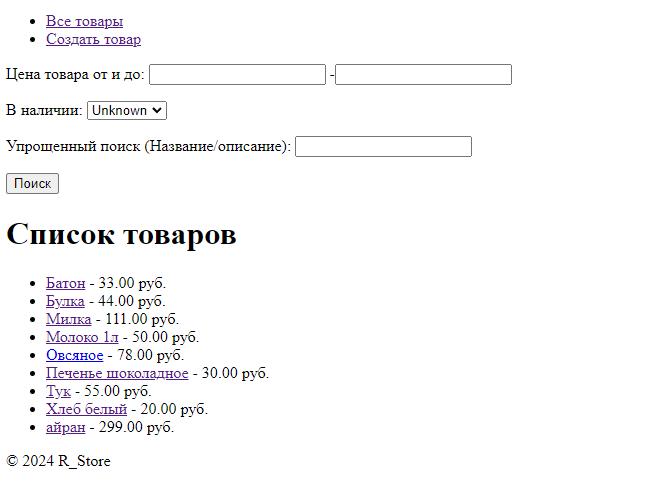 Все товары
Создать товар
Цена товара от и до: -
В наличии: Unknown
Упрощенный поиск (Название/описание):
Поиск
Список товаров
Батон - 33.00 руб.
Булка - 44.00 руб.
Милка - 111.00 руб.
Молоко 1л - 50.00 руб.
Овсяное - 78.00 руб.
Печенье шоколадное - 30.00 руб.
Тук - 55.00 руб.
Хлеб белый - 20.00 руб.
айран - 299.00 руб.
© 2024 R_Store